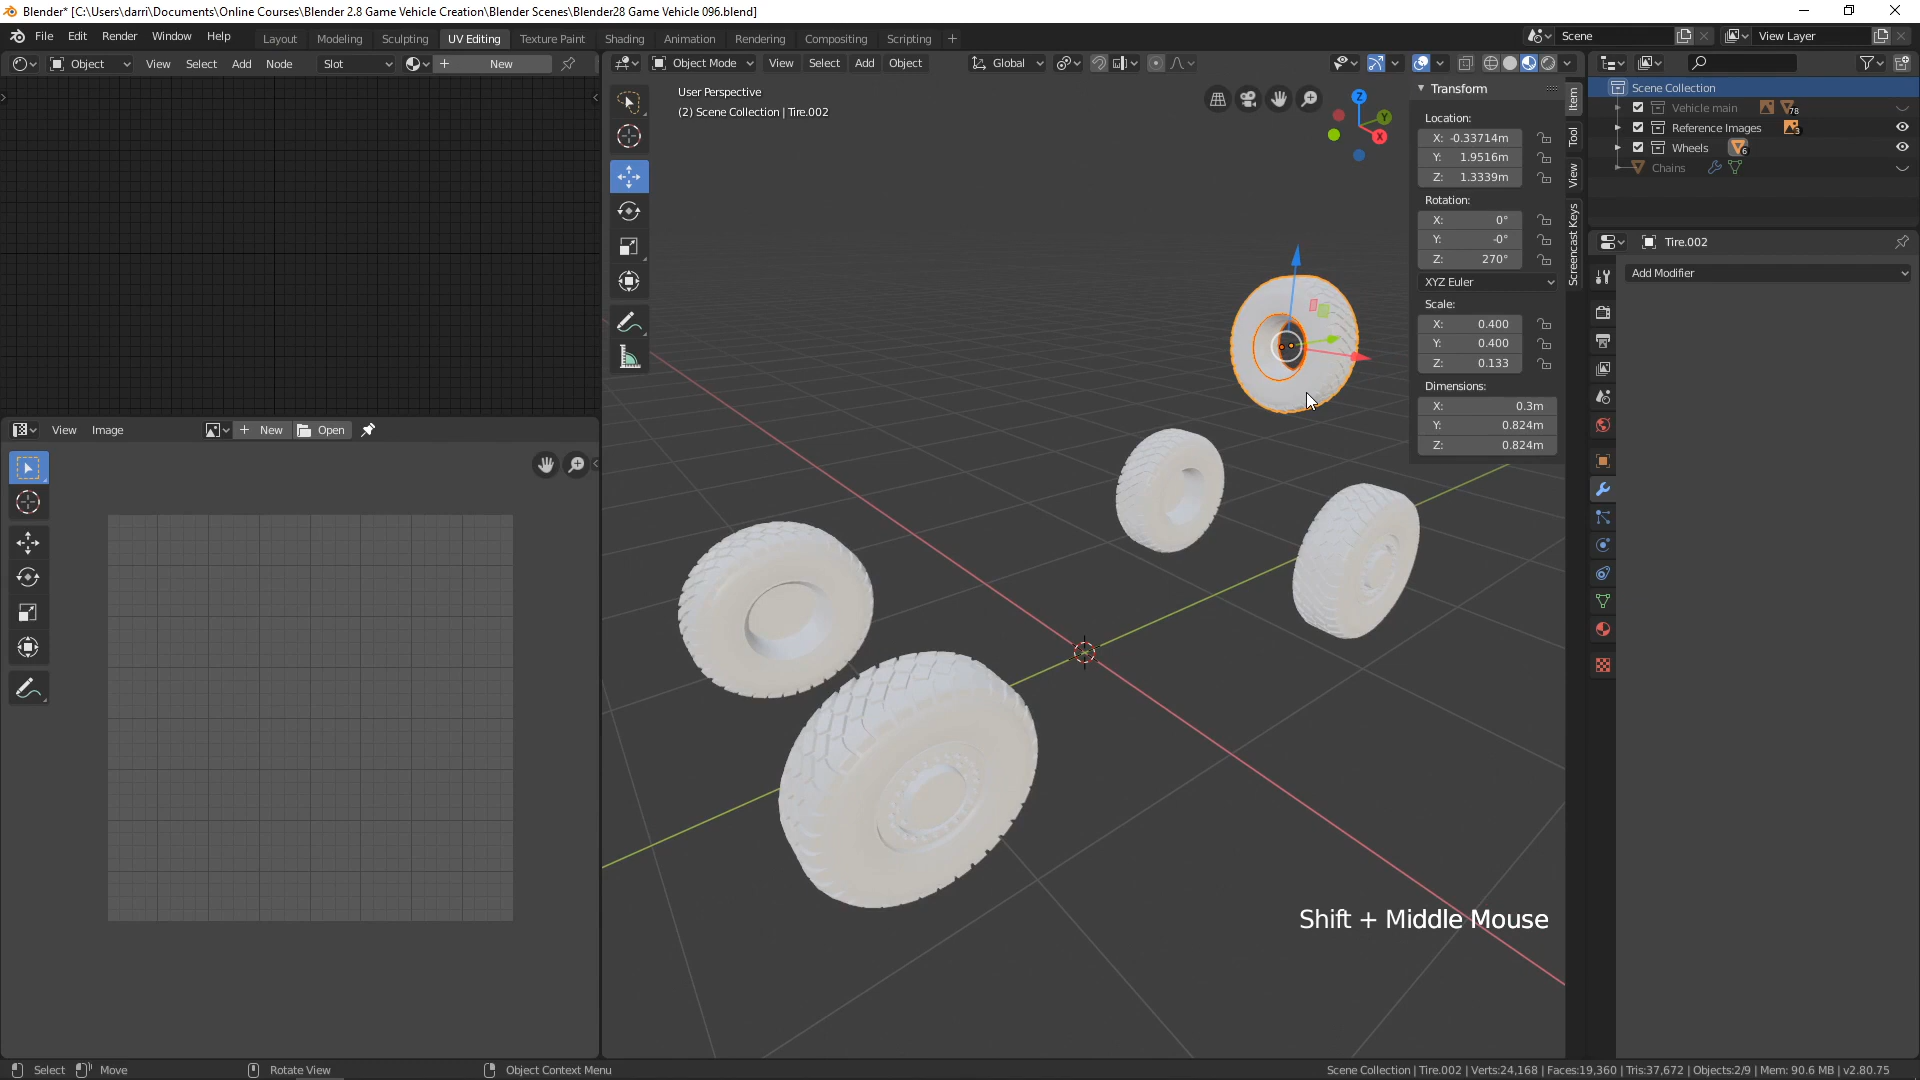 Blender* [C:\Users\darri\Documents\Online Courses\Blender 2.8 Game Vehicle Creation\Blender Scenes\Blender28 Game Vehicle 096.blend]
File Edit Render Window Help Layout Modeling Sculpting UV Editing Texture Paint Shading Animation Rendering Compositing Scripting + Scene View Layer
Object View Select Add Node Slot New
Object Mode View Select Add Object Global
User Perspective
(2) Scene Collection | Tire.002
Z
Y
X
Transform
Location:
X: -0.33714m
Y: 1.9516m
Z: 1.3339m
Rotation:
X: 0°
Y: -0°
Z: 270°
XYZ Euler
Scale:
X: 0.400
Y: 0.400
Z: 0.133
Dimensions:
X: 0.3m
Y: 0.824m
Z: 0.824m
Item
Tool
View
Screencast Keys
Scene Collection
Vehicle main 78
Reference Images 3
Wheels 6
Chains
Tire.002
Add Modifier
View Image New Open
Shift + Middle Mouse
Select Move Rotate View Object Context Menu
Scene Collection | Tire.002 | Verts:24,168 | Faces:19,360 | Tris:37,672 | Objects:2/9 | Mem: 90.6 MB | v2.80.75